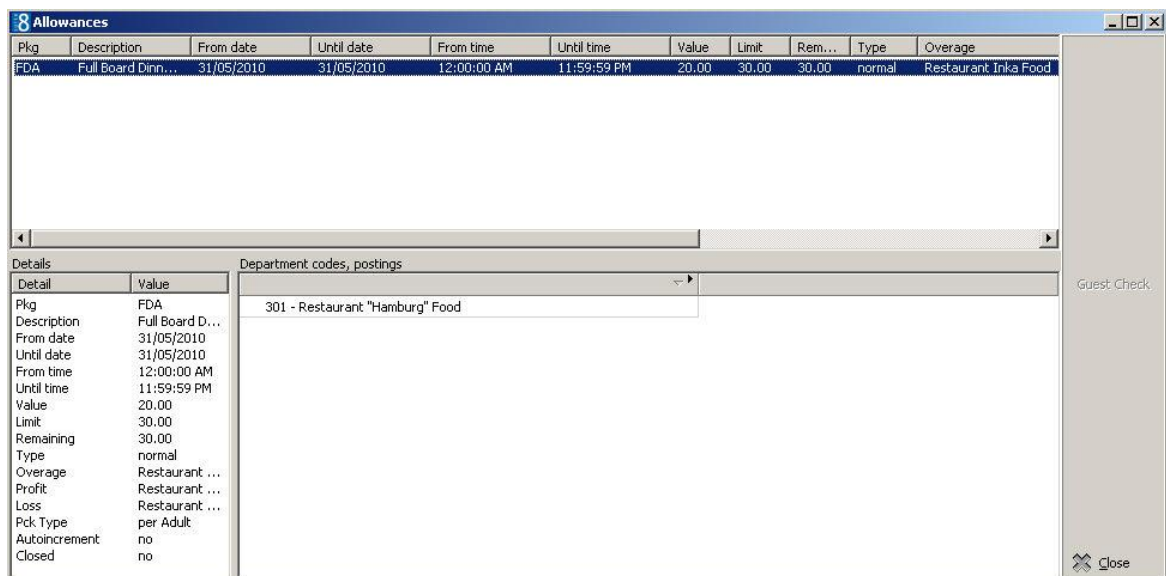 8 Allowances
Pkg Description From date Until date From time Until time Value Limit Rem... Type Overage
FDA Full Board Dinn... 31/05/2010 31/05/2010 12:00:00 AM 11:59:59 PM 20.00 30.00 30.00 normal Restaurant Inka Food
Details
Detail Value
Pkg FDA
Description Full Board D...
From date 31/05/2010
Until date 31/05/2010
From time 12:00:00 AM
Until time 11:59:59 PM
Value 20.00
Limit 30.00
Remaining 30.00
Type normal
Overage Restaurant ...
Profit Restaurant ...
Loss Restaurant ...
Pck Type per Adult
Autoincrement no
Closed no
Department codes, postings
301 - Restaurant "Hamburg" Food
Guest Check
Close